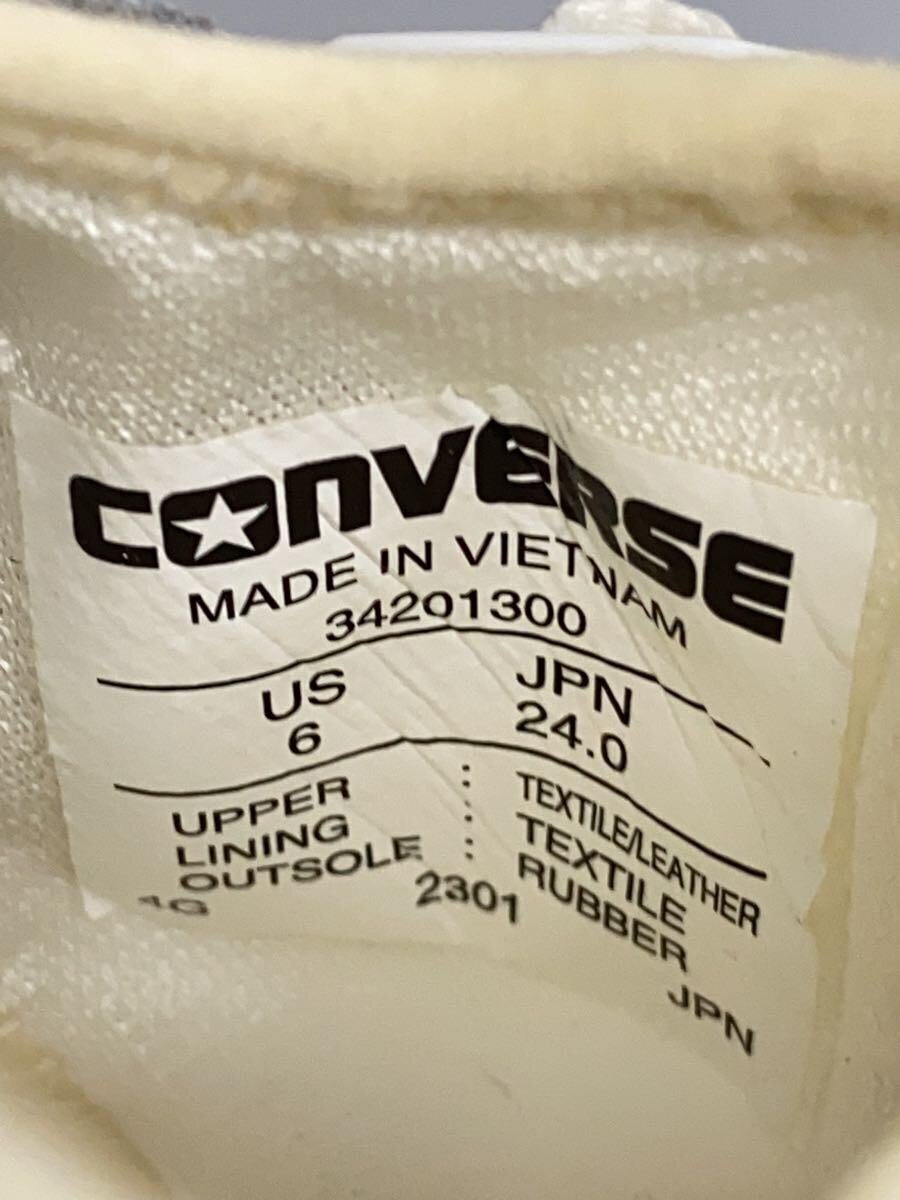 CONVERSE
MADE IN VIETNAM
34201300
US JPN
6 24.0
UPPER : TEXTILE/LEATHER
LINING : TEXTILE
OUTSOLE : RUBBER
2301
JPN